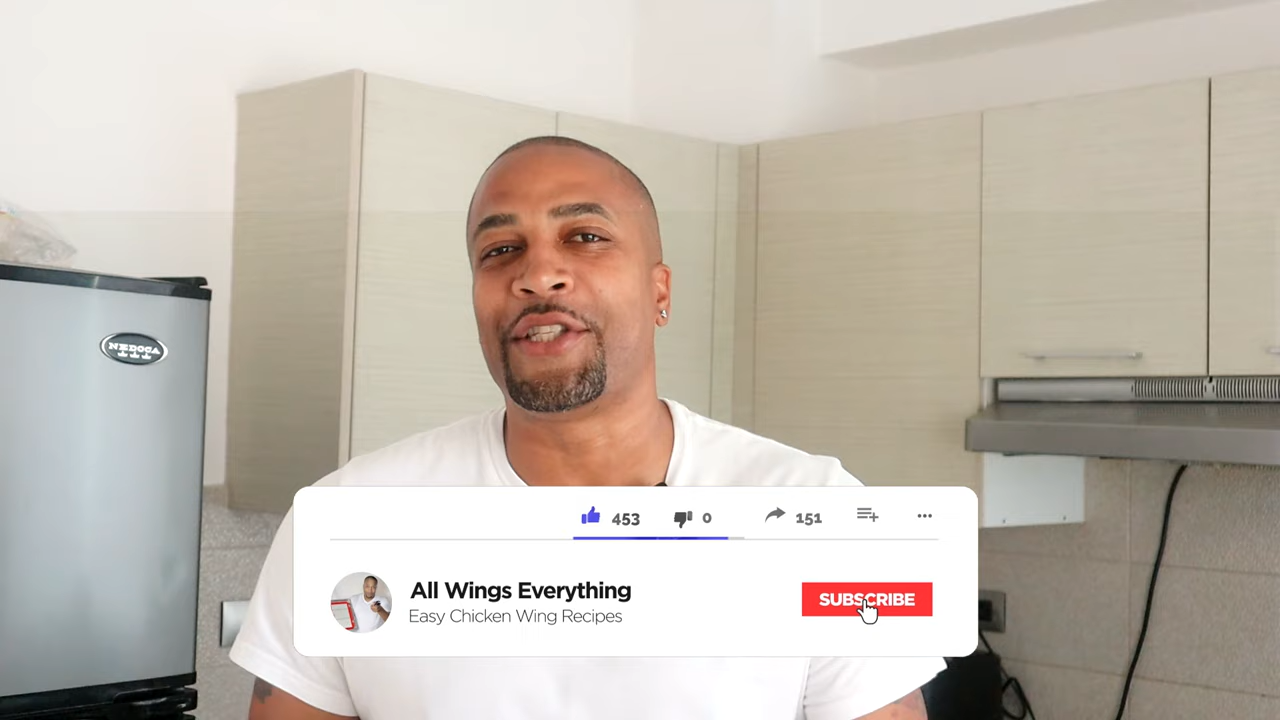 NEDOCA
453
0
151
All Wings Everything
Easy Chicken Wing Recipes
SUBSCRIBE